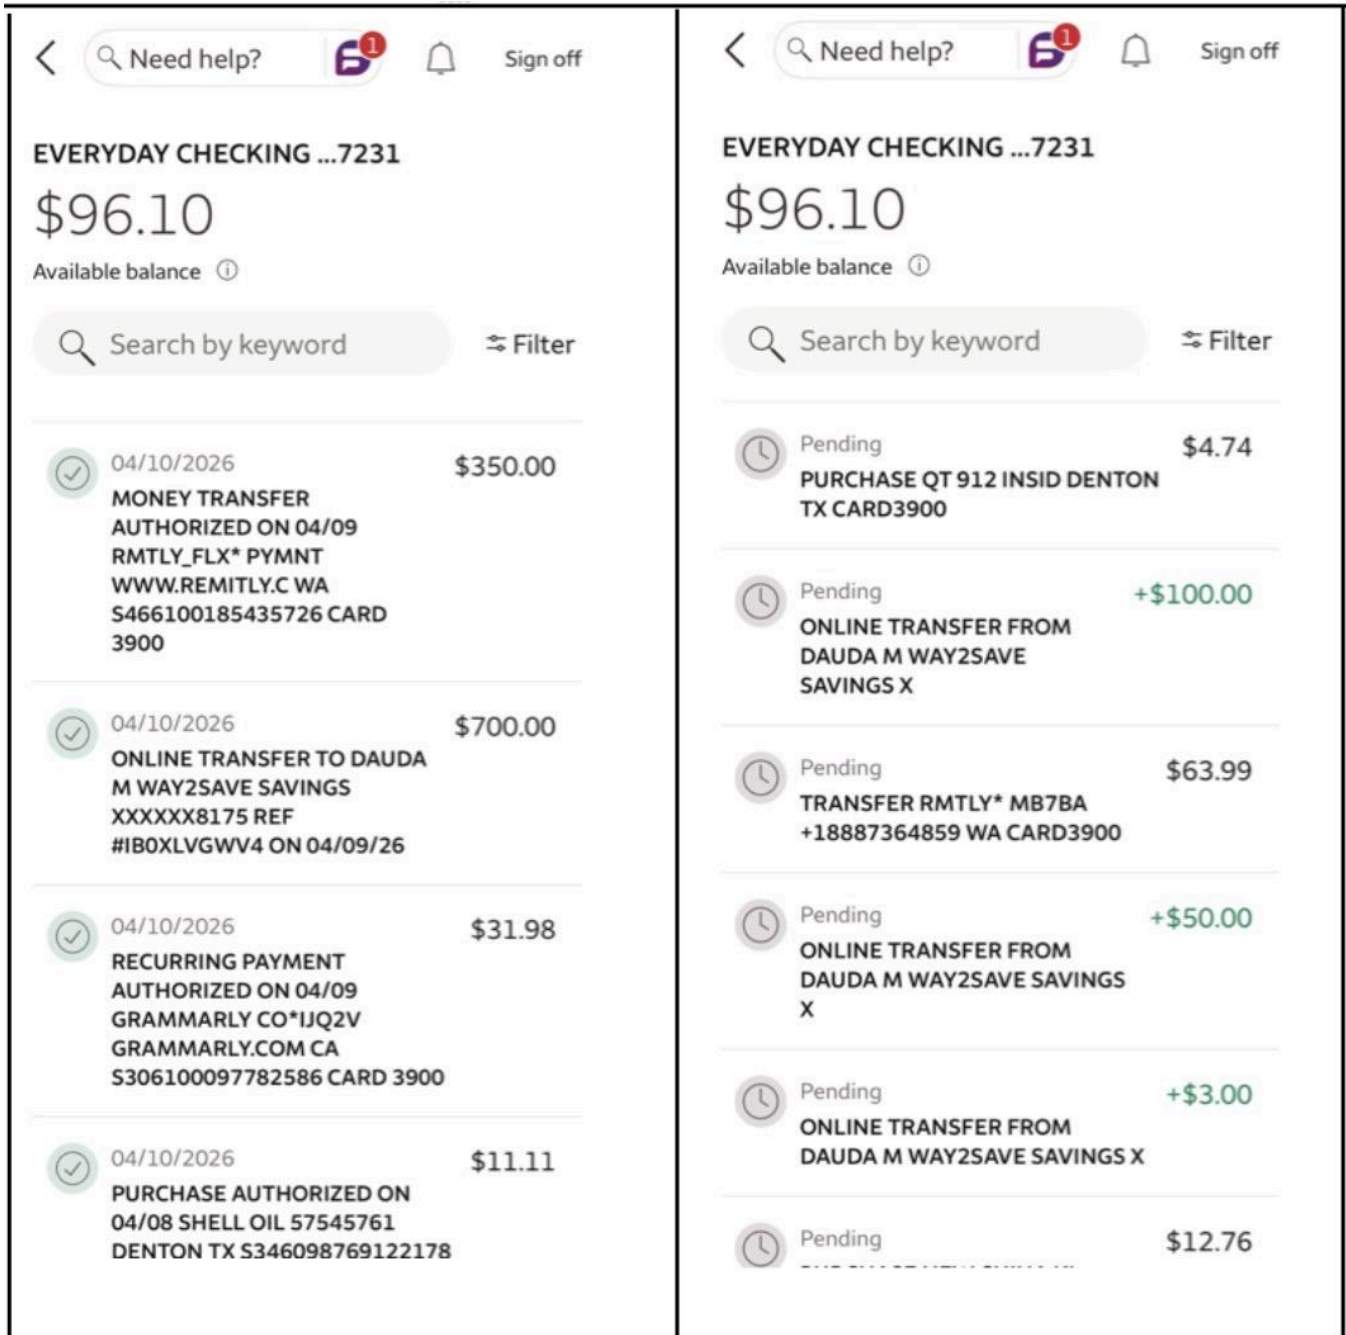 Need help?
1
Sign off
EVERYDAY CHECKING ...7231
$96.10
Available balance
Search by keyword
Filter
04/10/2026
$350.00
MONEY TRANSFER
AUTHORIZED ON 04/09
RMTLY_FLX* PYMNT
WWW.REMITLY.C WA
S466100185435726 CARD
3900
04/10/2026
$700.00
ONLINE TRANSFER TO DAUDA
M WAY2SAVE SAVINGS
XXXXXX8175 REF
#IB0XLVGWV4 ON 04/09/26
04/10/2026
$31.98
RECURRING PAYMENT
AUTHORIZED ON 04/09
GRAMMARLY CO*IJQ2V
GRAMMARLY.COM CA
S306100097782586 CARD 3900
04/10/2026
$11.11
PURCHASE AUTHORIZED ON
04/08 SHELL OIL 57545761
DENTON TX S346098769122178
Need help?
1
Sign off
EVERYDAY CHECKING ...7231
$96.10
Available balance
Search by keyword
Filter
Pending
$4.74
PURCHASE QT 912 INSID DENTON
TX CARD3900
Pending
+$100.00
ONLINE TRANSFER FROM
DAUDA M WAY2SAVE
SAVINGS X
Pending
$63.99
TRANSFER RMTLY* MB7BA
+18887364859 WA CARD3900
Pending
+$50.00
ONLINE TRANSFER FROM
DAUDA M WAY2SAVE SAVINGS
X
Pending
+$3.00
ONLINE TRANSFER FROM
DAUDA M WAY2SAVE SAVINGS X
Pending
$12.76